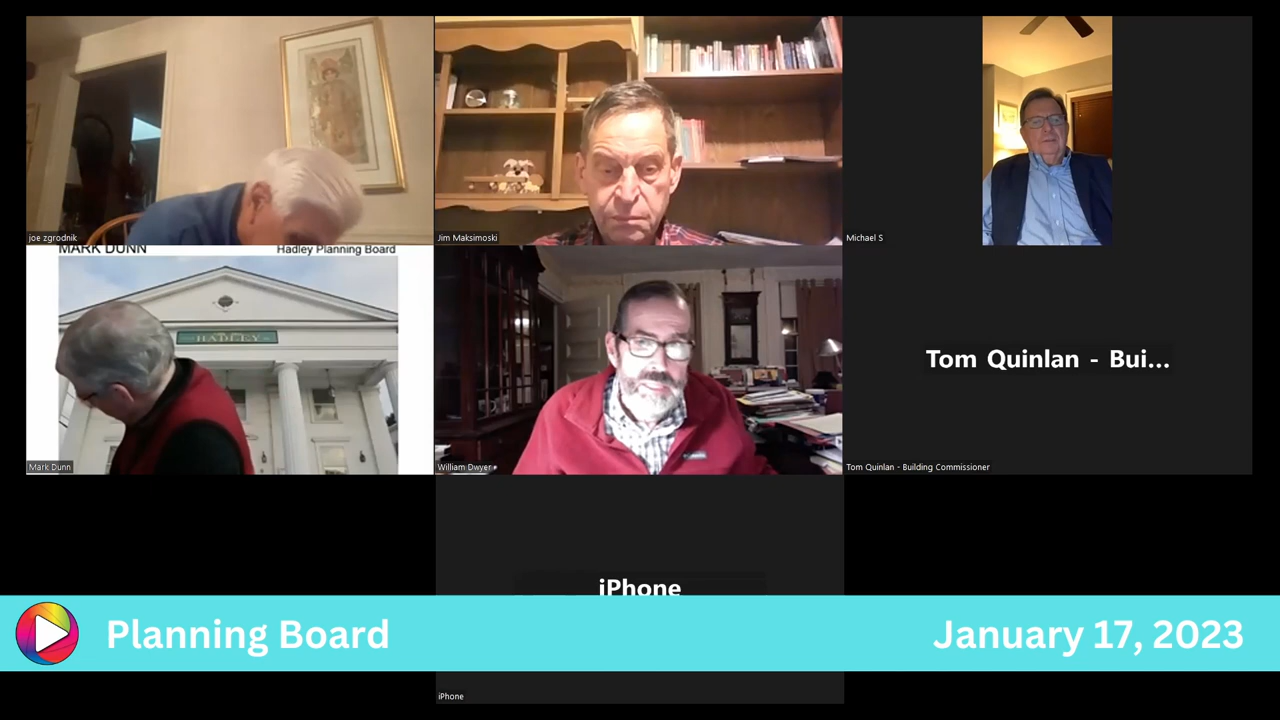 joe zgrodnik
Jim Maksimoski
Michael S
MARK DUNN
Hadley Planning Board
HADLEY
Mark Dunn
William Dwyer
Tom Quinlan - Bui...
Tom Quinlan - Building Commissioner
iPhone
Planning Board
January 17, 2023
iPhone